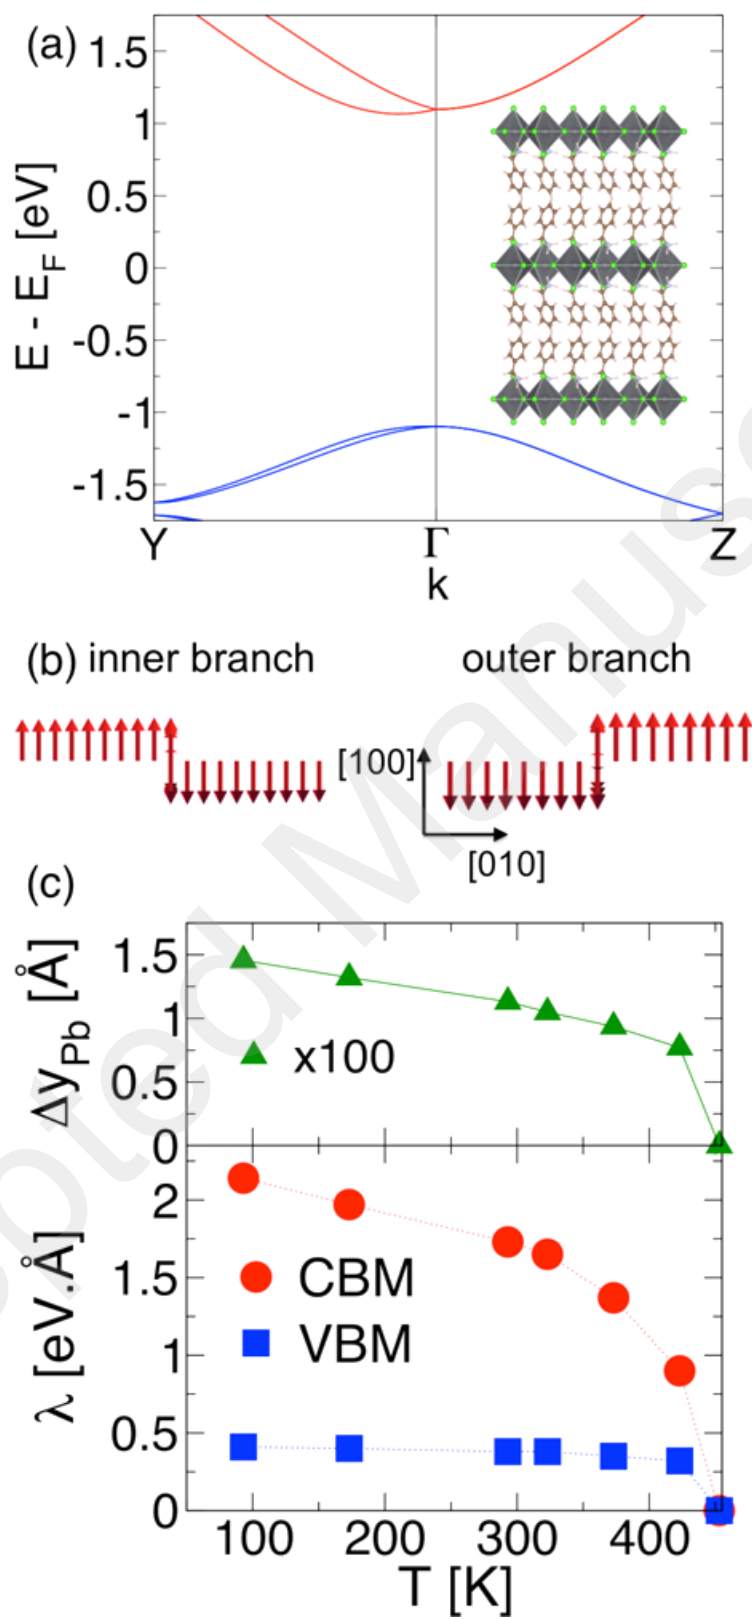 (a)
E - E_F [eV]
1.5
1
0.5
0
-0.5
-1
-1.5
Y Γ Z
k
(b) inner branch outer branch
[100]
[010]
(c)
Δy_Pb [Å]
1.5
1
0.5
0
x100
λ [eV.Å]
2
1.5
1
0.5
0
CBM
VBM
100 200 300 400
T [K]